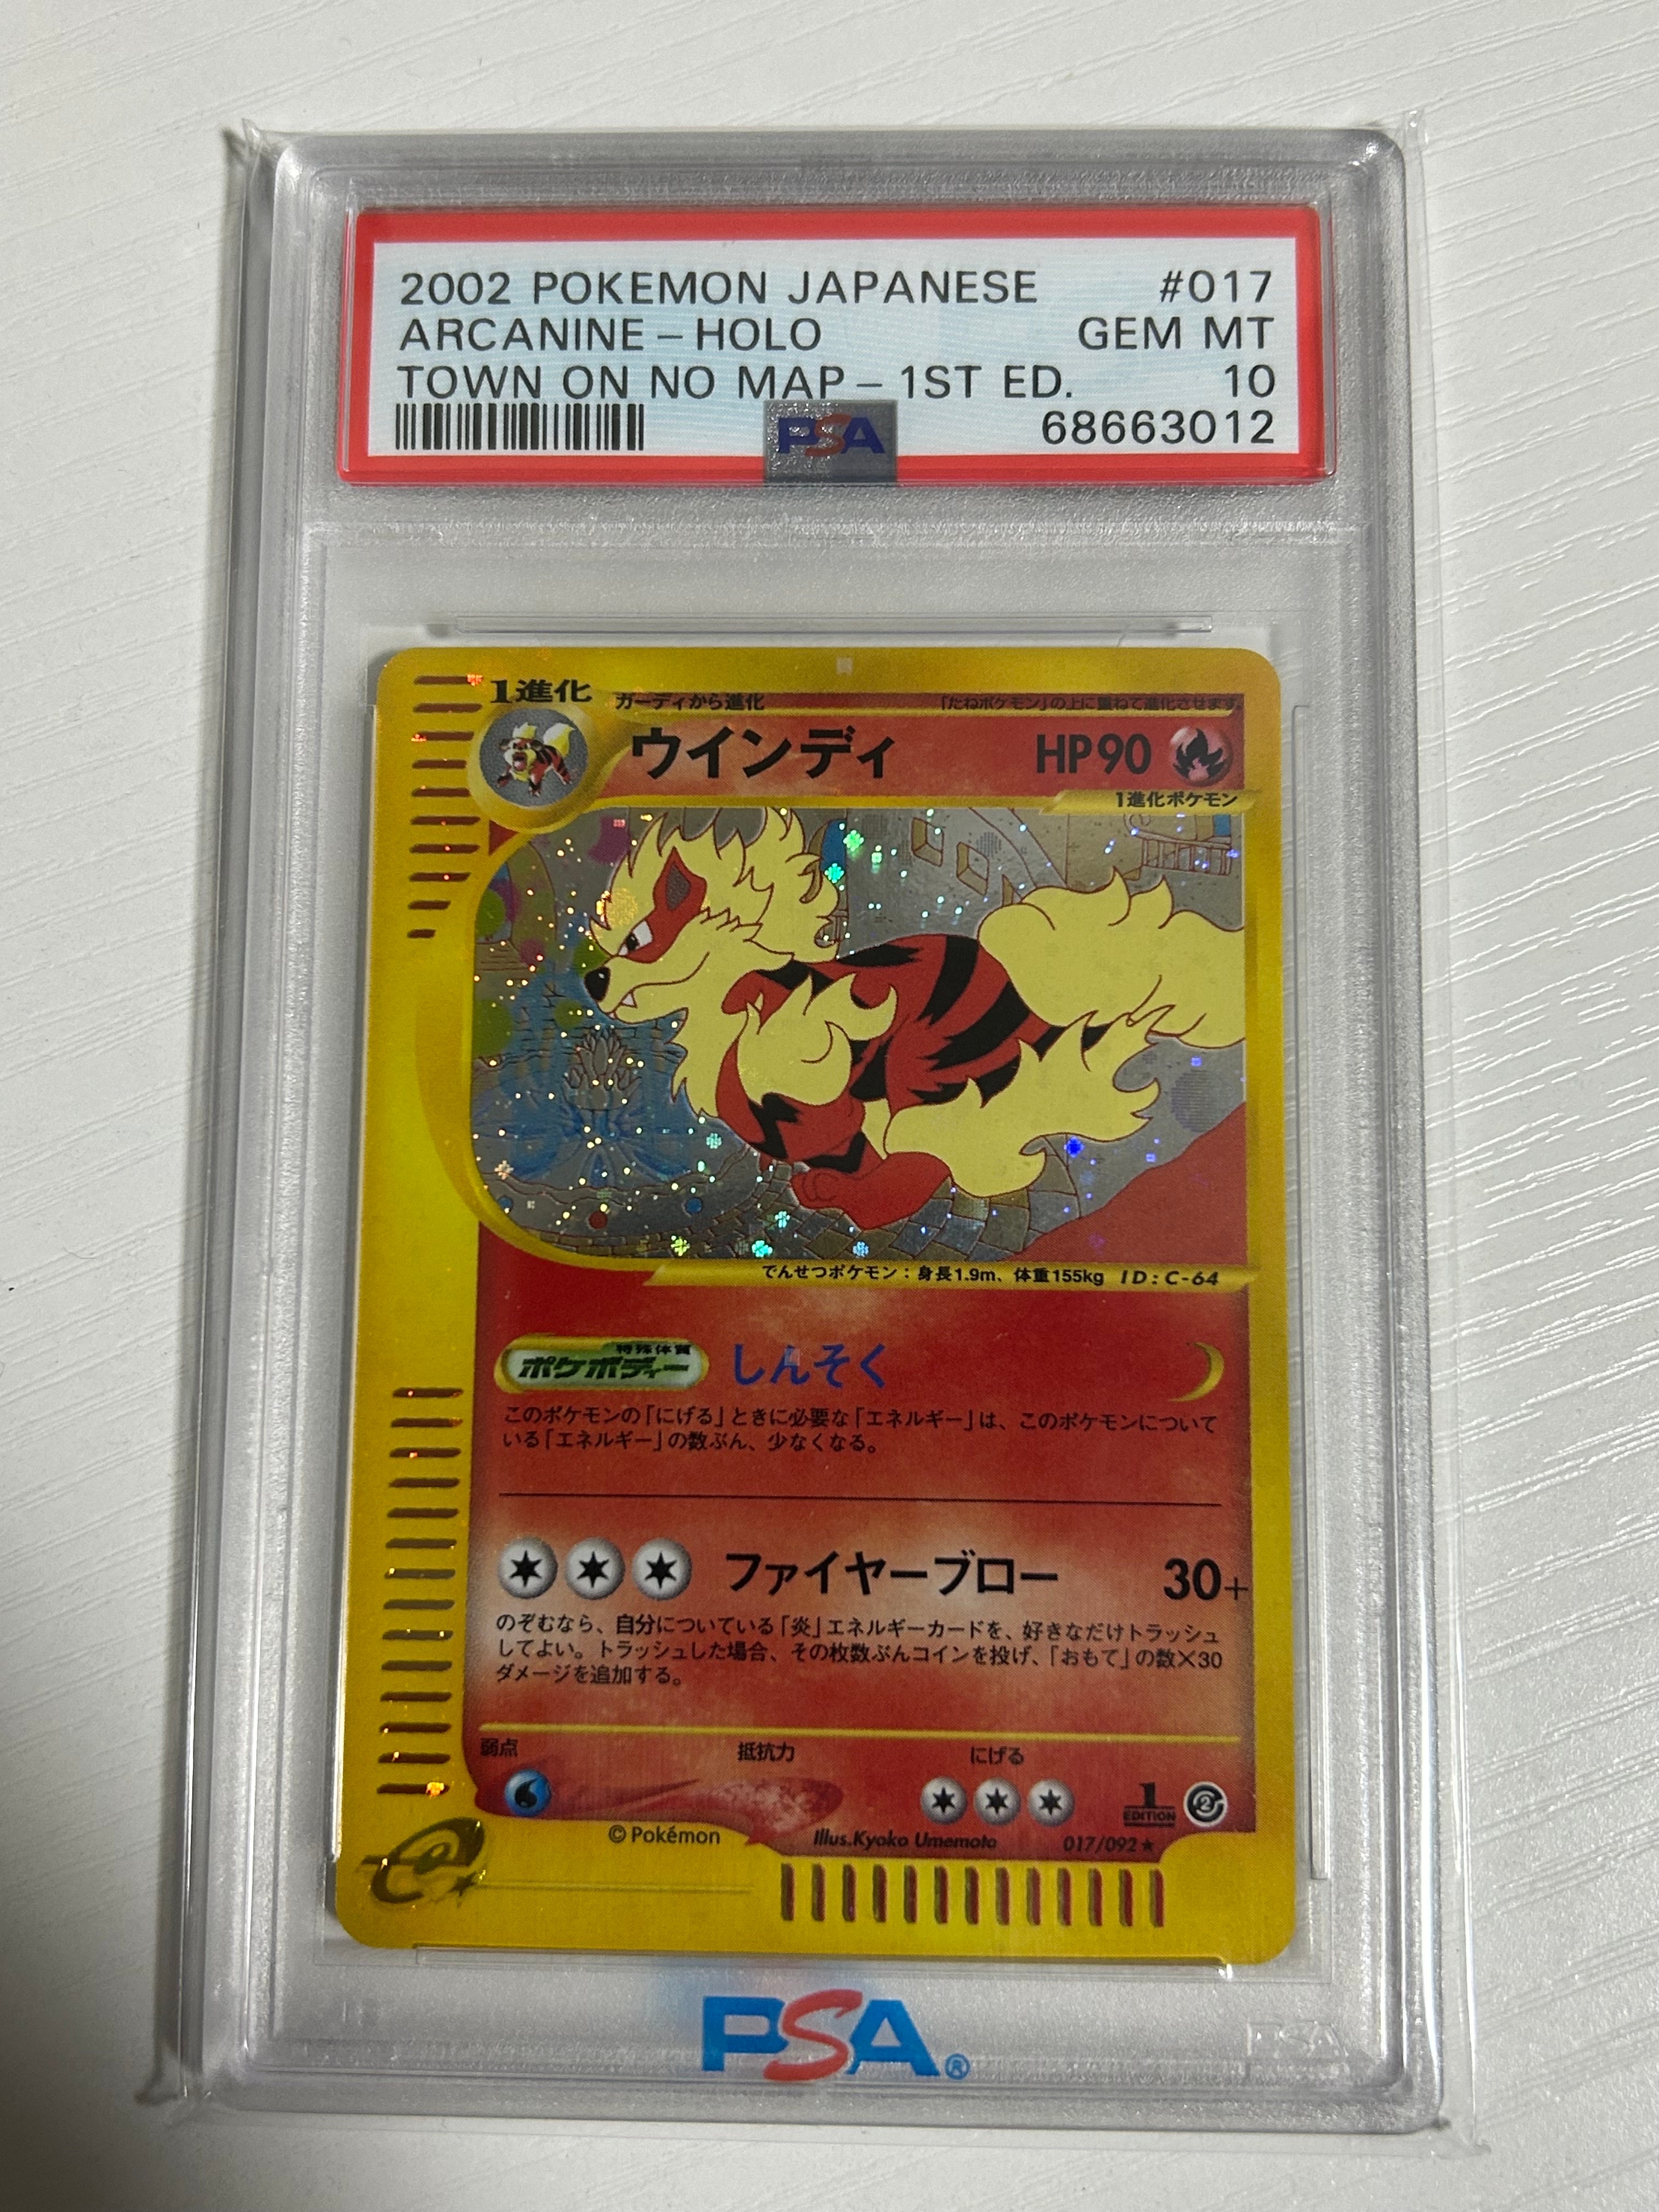 2002 POKEMON JAPANESE #017
ARCANINE – HOLO GEM MT
TOWN ON NO MAP – 1ST ED. 10
PSA 68663012
1進化 ガーディから進化 「たねポケモン」の上に重ねて進化させます。
ウインディ HP90
1進化ポケモン
でんせつポケモン：身長1.9m、体重155kg ID:C-64
特殊体質
ポケボディー しんそく
このポケモンの「にげる」ときに必要な「エネルギー」は、このポケモンについて
いる「エネルギー」の数ぶん、少なくなる。
ファイヤーブロー 30+
のぞむなら、自分についている「炎」エネルギーカードを、好きなだけトラッシュ
してよい。トラッシュした場合、その枚数ぶんコインを投げ、「おもて」の数×30
ダメージを追加する。
弱点 抵抗力 にげる
1 EDITION 2
© Pokémon Illus.Kyoko Umemoto 017/092 ★
e
PSA® PSA